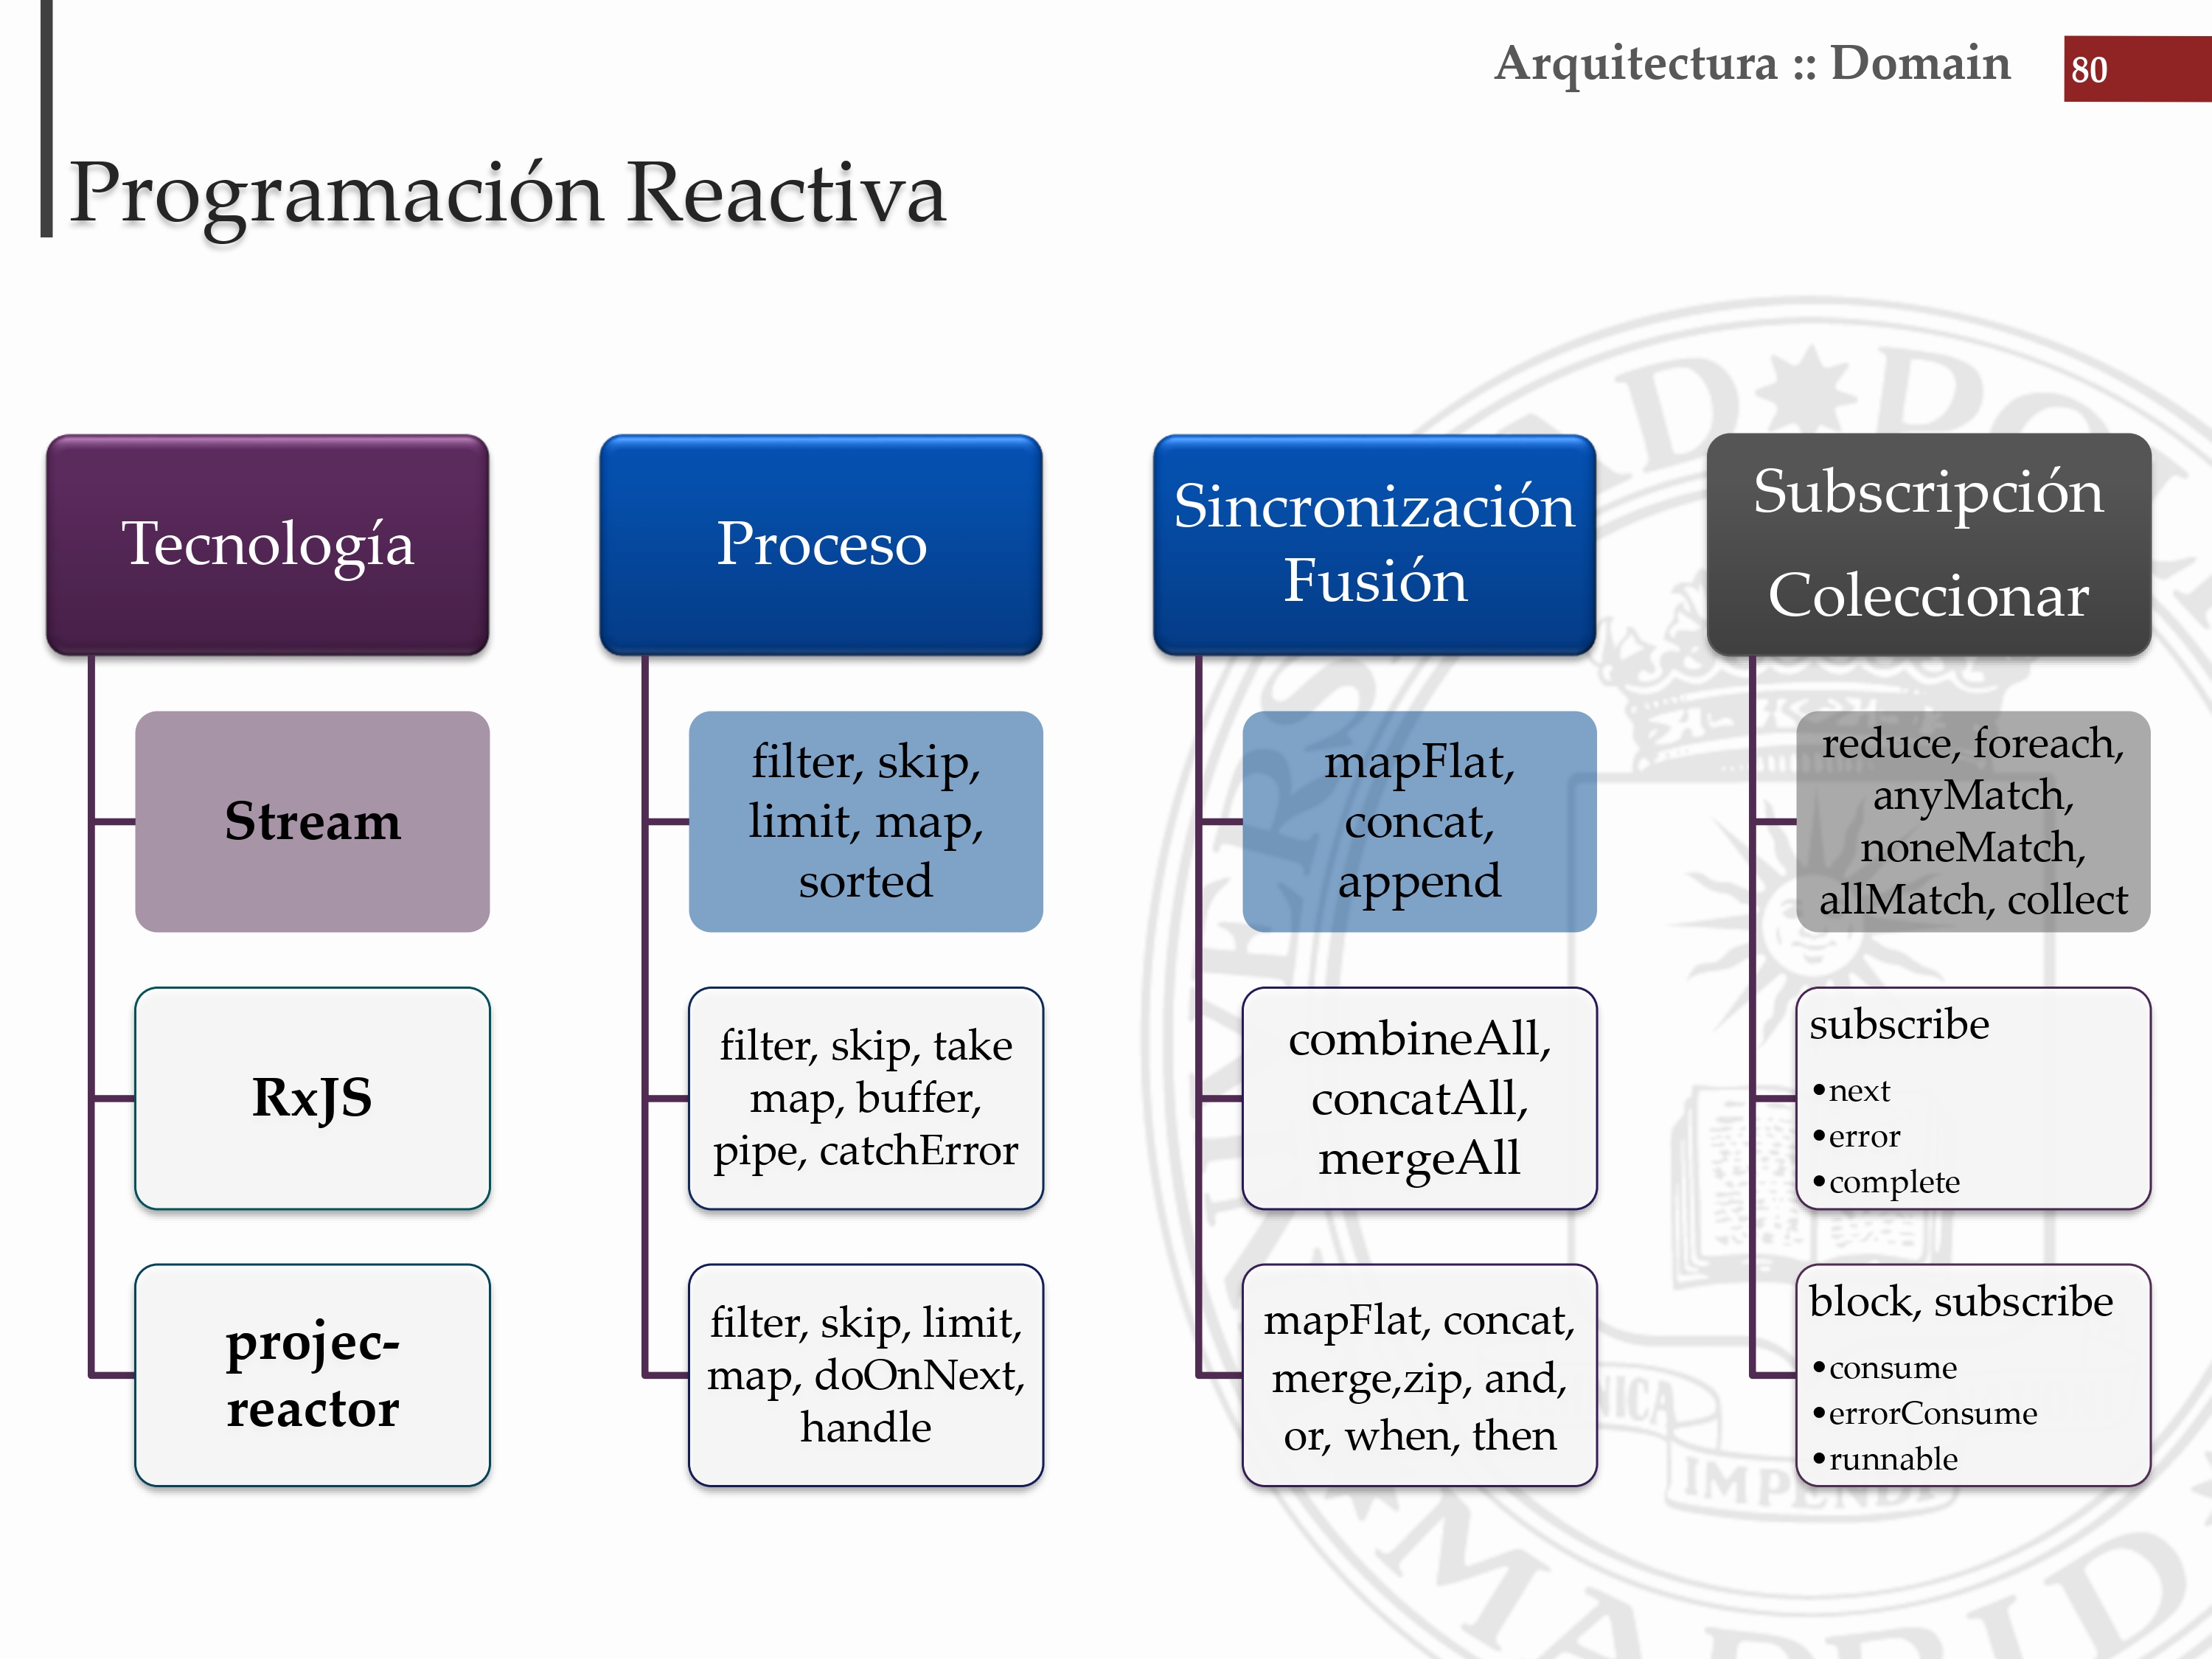 Arquitectura :: Domain
80
Programación Reactiva
Tecnología
Stream
RxJS
projec-
reactor
Proceso
filter, skip,
limit, map,
sorted
filter, skip, take
map, buffer,
pipe, catchError
filter, skip, limit,
map, doOnNext,
handle
Sincronización
Fusión
mapFlat,
concat,
append
combineAll,
concatAll,
mergeAll
mapFlat, concat,
merge,zip, and,
or, when, then
Subscripción
Coleccionar
reduce, foreach,
anyMatch,
noneMatch,
allMatch, collect
subscribe
•next
•error
•complete
block, subscribe
•consume
•errorConsume
•runnable
IMPENDI
MADRID